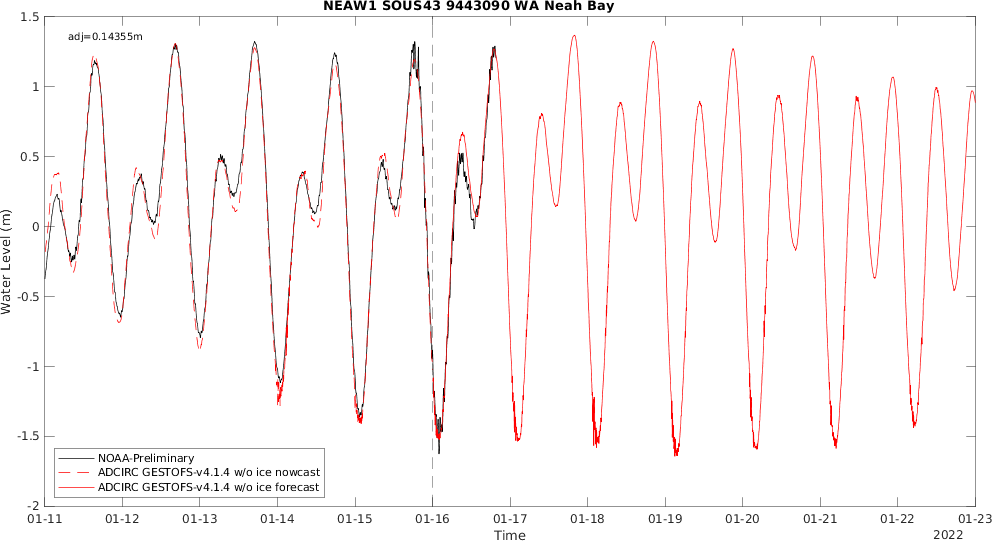 NEAW1 SOUS43 9443090 WA Neah Bay
adj=0.14355m
1.5
1
0.5
0
-0.5
-1
-1.5
-2
Water Level (m)
NOAA-Preliminary
ADCIRC GESTOFS-v4.1.4 w/o ice nowcast
ADCIRC GESTOFS-v4.1.4 w/o ice forecast
01-11 01-12 01-13 01-14 01-15 01-16 01-17 01-18 01-19 01-20 01-21 01-22 01-23
Time
2022